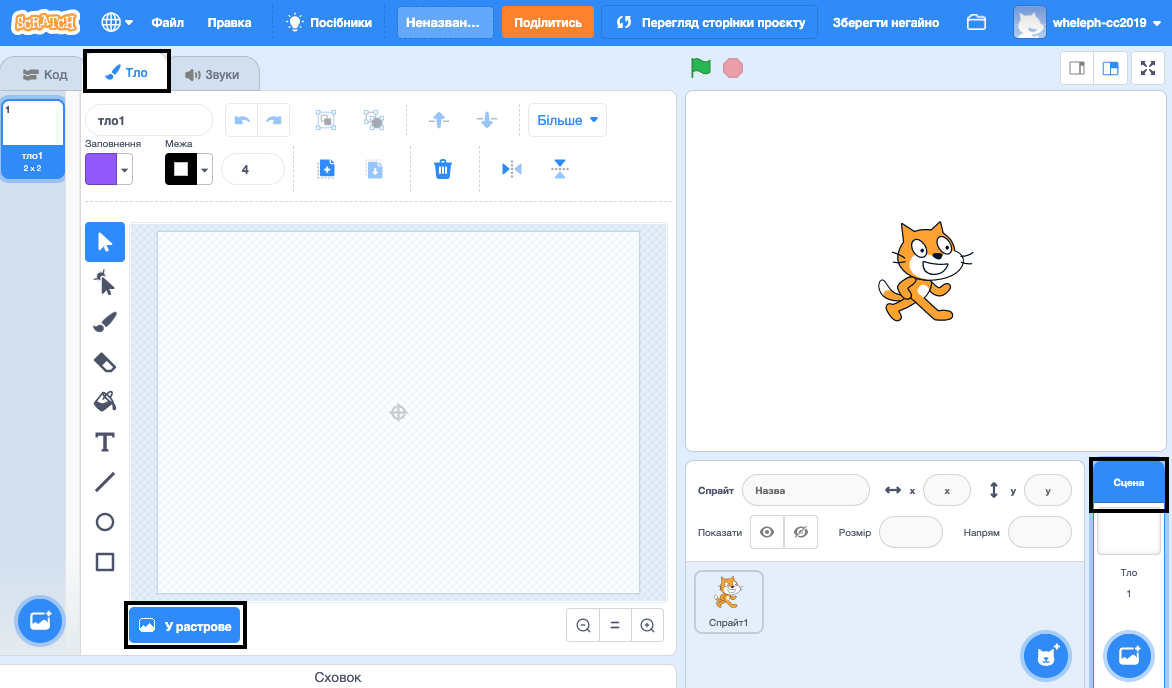 SCRATCH
Файл
Правка
Посібники
Неназван...
Поділитись
Перегляд сторінки проєкту
Зберегти негайно
wheleph-cc2019
Код
Тло
Звуки
1
тло1
2 x 2
тло1
Більше
Заповнення
Межа
4
У растрове
Сховок
Спрайт
Назва
x
x
y
y
Показати
Розмір
Напрям
Спрайт1
Сцена
Тло
1